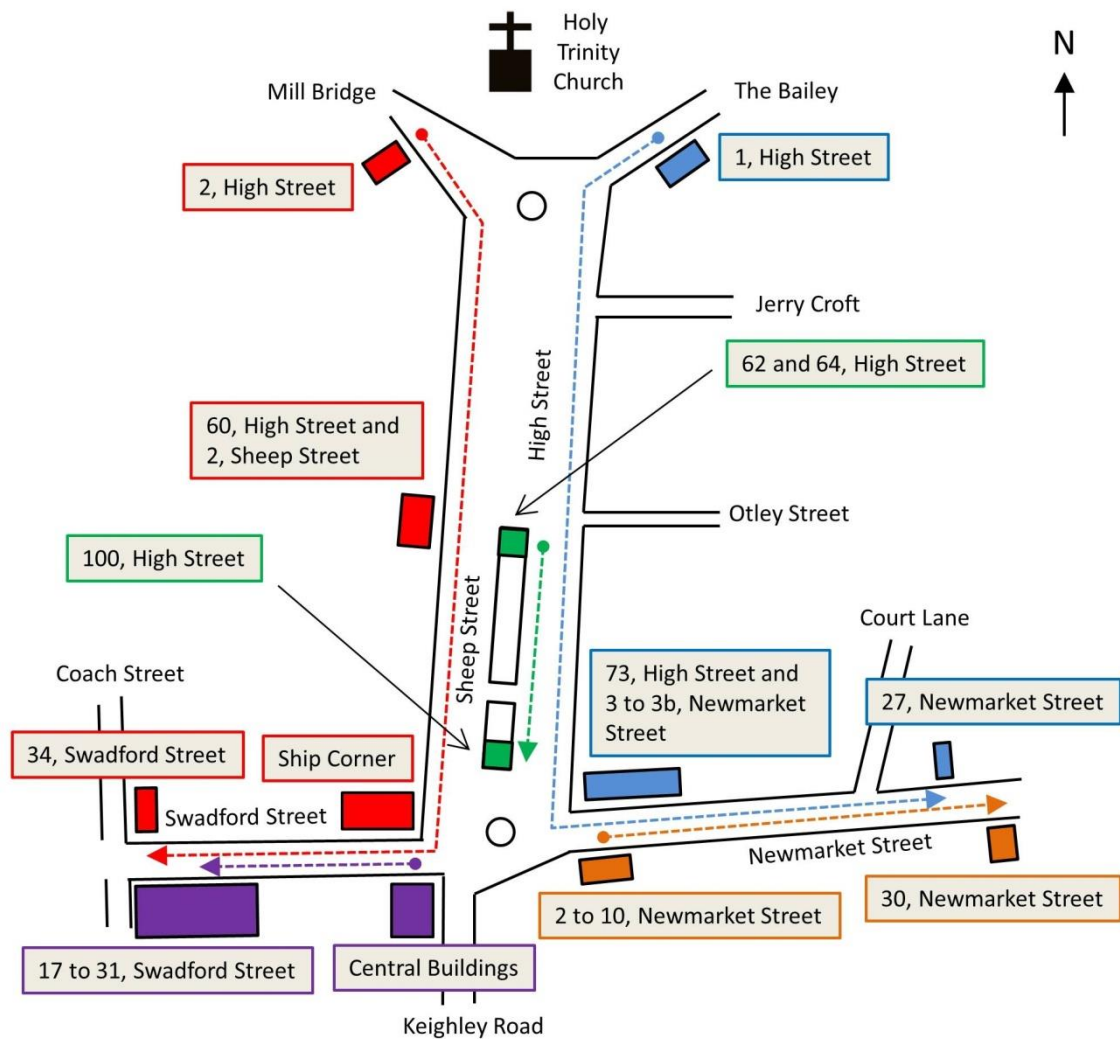 Holy
Trinity
Church
N
Mill Bridge
The Bailey
2, High Street
1, High Street
Jerry Croft
62 and 64, High Street
High Street
60, High Street and
2, Sheep Street
Otley Street
100, High Street
Sheep Street
Court Lane
Coach Street
73, High Street and
3 to 3b, Newmarket
Street
27, Newmarket Street
34, Swadford Street
Ship Corner
Swadford Street
Newmarket Street
2 to 10, Newmarket Street
30, Newmarket Street
17 to 31, Swadford Street
Central Buildings
Keighley Road